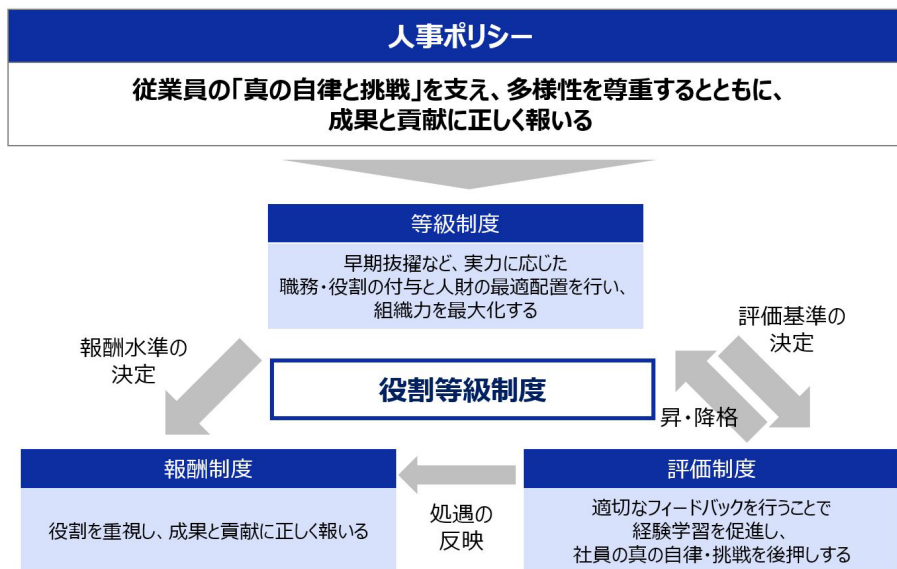 人事ポリシー
従業員の「真の自律と挑戦」を支え、多様性を尊重するとともに、
成果と貢献に正しく報いる
等級制度
早期抜擢など、実力に応じた
職務・役割の付与と人財の最適配置を行い、
組織力を最大化する
報酬水準の
決定
評価基準の
決定
役割等級制度
昇・降格
報酬制度
役割を重視し、成果と貢献に正しく報いる
処遇の
反映
評価制度
適切なフィードバックを行うことで
経験学習を促進し、
社員の真の自律・挑戦を後押しする